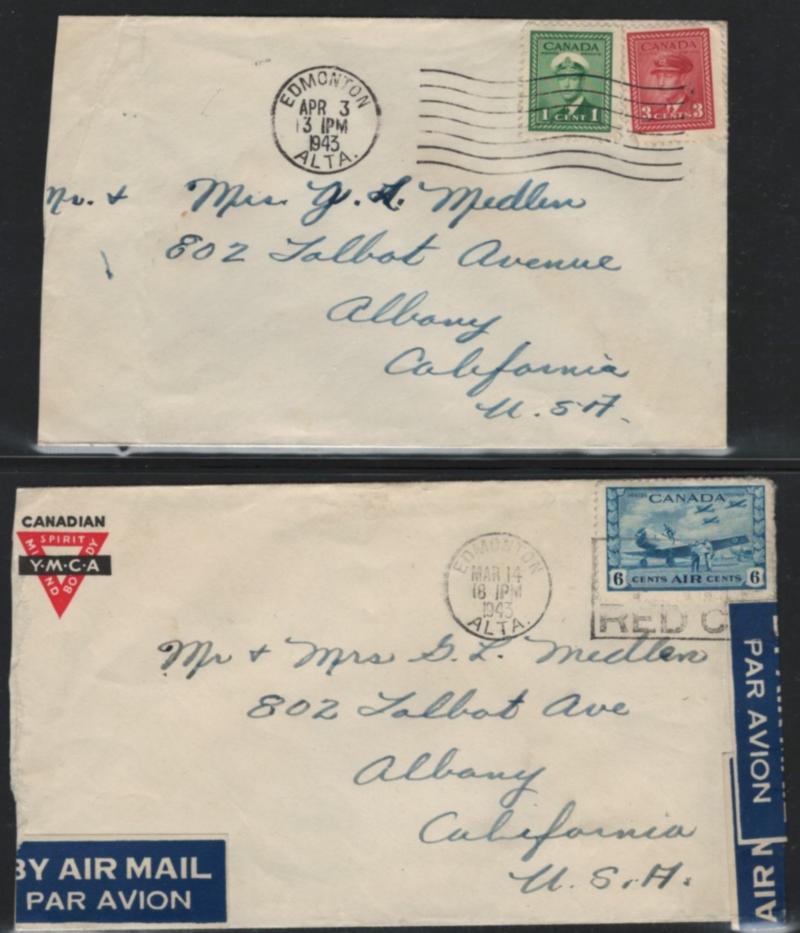 CANADA
1 CENT 1
CANADA
3 CENTS 3
EDMONTON
APR 3
13 1PM
1943
ALTA.
Mr. & Mrs. G. L. Medlen
802 Talbot Avenue
Albany
California
U.S.A.
CANADIAN
SPIRIT
MIND
BODY
Y·M·C·A
EDMONTON
MAR 14
18 1PM
1943
ALTA.
CANADA
6 CENTS AIR CENTS 6
RED C
Mr & Mrs G. L. Medlen
802 Talbot Ave
Albany
California
U.S.A.
PAR AVION
AIR
BY AIR MAIL
PAR AVION